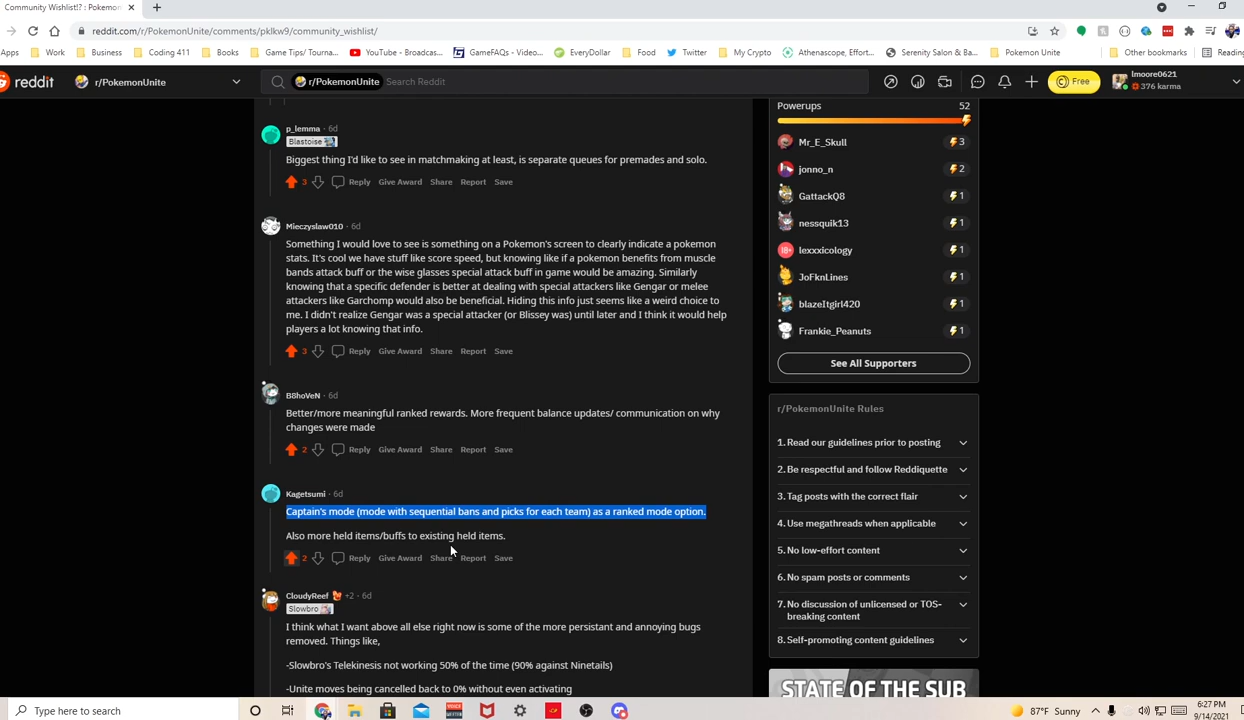 Community Wishlist!? : Pokemon
reddit.com/r/PokemonUnite/comments/pklkw9/community_wishlist/
Apps Work Business Coding 411 Books Game Tips/ Tourna... YouTube - Broadcas... GameFAQs - Video... EveryDollar Food Twitter My Crypto Athenascope, Effort... Serenity Salon & Ba... Pokemon Unite Other bookmarks Reading
reddit r/PokemonUnite r/PokemonUnite Search Reddit Free lmoore0621
376 karma
p_lemma · 6d
Blastoise
Biggest thing I'd like to see in matchmaking at least, is separate queues for premades and solo.
3 Reply Give Award Share Report Save
Mieczyslaw010 · 6d
Something I would love to see is something on a Pokemon's screen to clearly indicate a pokemon
stats. It's cool we have stuff like score speed, but knowing like if a pokemon benefits from muscle
bands attack buff or the wise glasses special attack buff in game would be amazing. Similarly
knowing that a specific defender is better at dealing with special attackers like Gengar or melee
attackers like Garchomp would also be beneficial. Hiding this info just seems like a weird choice to
me. I didn't realize Gengar was a special attacker (or Blissey was) until later and I think it would help
players a lot knowing that info.
3 Reply Give Award Share Report Save
B8hoVeN · 6d
Better/more meaningful ranked rewards. More frequent balance updates/ communication on why
changes were made
2 Reply Give Award Share Report Save
Kagetsumi · 6d
Captain's mode (mode with sequential bans and picks for each team) as a ranked mode option.
Also more held items/buffs to existing held items.
2 Reply Give Award Share Report Save
CloudyReef +2 · 6d
Slowbro
I think what I want above all else right now is some of the more persistant and annoying bugs
removed. Things like,
-Slowbro's Telekinesis not working 50% of the time (90% against Ninetails)
-Unite moves being cancelled back to 0% without even activating
Powerups 52
Mr_E_Skull 3
jonno_n 2
GattackQ8 1
nessquik13 1
18+ lexxxicology 1
JoFknLines 1
blazeItgirl420 1
Frankie_Peanuts 1
See All Supporters
r/PokemonUnite Rules
1. Read our guidelines prior to posting
2. Be respectful and follow Reddiquette
3. Tag posts with the correct flair
4. Use megathreads when applicable
5. No low-effort content
6. No spam posts or comments
7. No discussion of unlicensed or TOS-
breaking content
8. Self-promoting content guidelines
STATE OF THE SUB
Type here to search 87°F Sunny 6:27 PM
9/14/2021